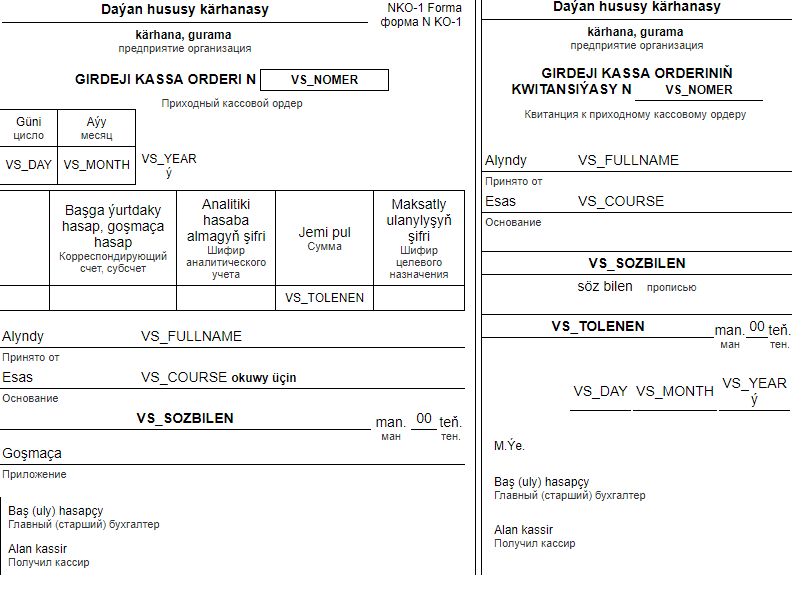 Daýan hususy kärhanasy
NKO-1 Forma
форма N KO-1
kärhana, gurama
предприятие организация
GIRDEJI KASSA ORDERI N VS_NOMER
Приходный кассовой ордер
Güni
цисло
Aýy
месяц
VS_DAY VS_MONTH VS_YEAR
ý
Başga ýurtdaky
hasap, goşmaça
hasap
Корреспондирующий
счет, субсчет
Analitiki
hasaba
almagyň şifri
Шифир
аналитического
учета
Jemi pul
Сумма
Maksatly
ulanylyşyň
şifri
Шифир
целевого
назначения
VS_TOLENEN
Alyndy VS_FULLNAME
Принято от
Esas VS_COURSE okuwy üçin
Основание
VS_SOZBILEN man. 00 teň.
ман тен.
Goşmaça
Приложение
Baş (uly) hasapçy
Главный (старший) бухгалтер
Alan kassir
Получил кассир
Daýan hususy kärhanasy
kärhana, gurama
предприятие организация
GIRDEJI KASSA ORDERINIŇ
KWITANSIÝASY N VS_NOMER
Квитанция к приходному кассовому ордеру
Alyndy VS_FULLNAME
Принято от
Esas VS_COURSE
Основание
VS_SOZBILEN
söz bilen прописью
VS_TOLENEN man. 00 teň.
ман тен.
VS_DAY VS_MONTH VS_YEAR
ý
M.Ýe.
Baş (uly) hasapçy
Главный (старший) бухгалтер
Alan kassir
Получил кассир